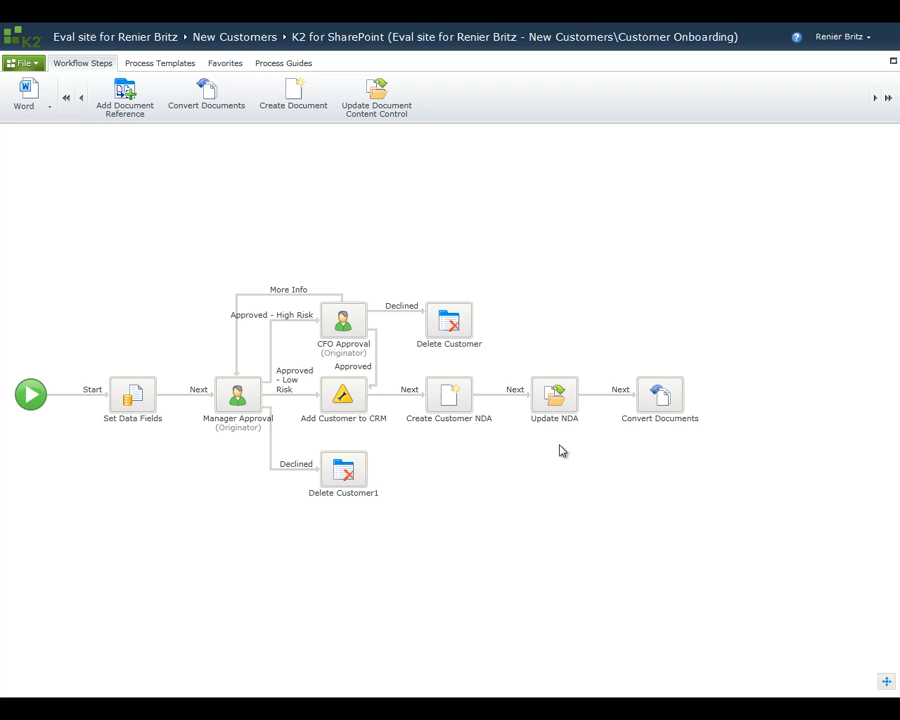 K2 Eval site for Renier Britz › New Customers › K2 for SharePoint (Eval site for Renier Britz - New Customers\Customer Onboarding)
? Renier Britz
File Workflow Steps Process Templates Favorites Process Guides
Word
Add Document
Reference
Convert Documents
Create Document
Update Document
Content Control
More Info
Approved - High Risk
Declined
CFO Approval
(Originator)
Delete Customer
Approved
Approved
- Low
Risk
Start
Next
Next
Next
Next
Set Data Fields
Manager Approval
(Originator)
Add Customer to CRM
Create Customer NDA
Update NDA
Convert Documents
Declined
Delete Customer1